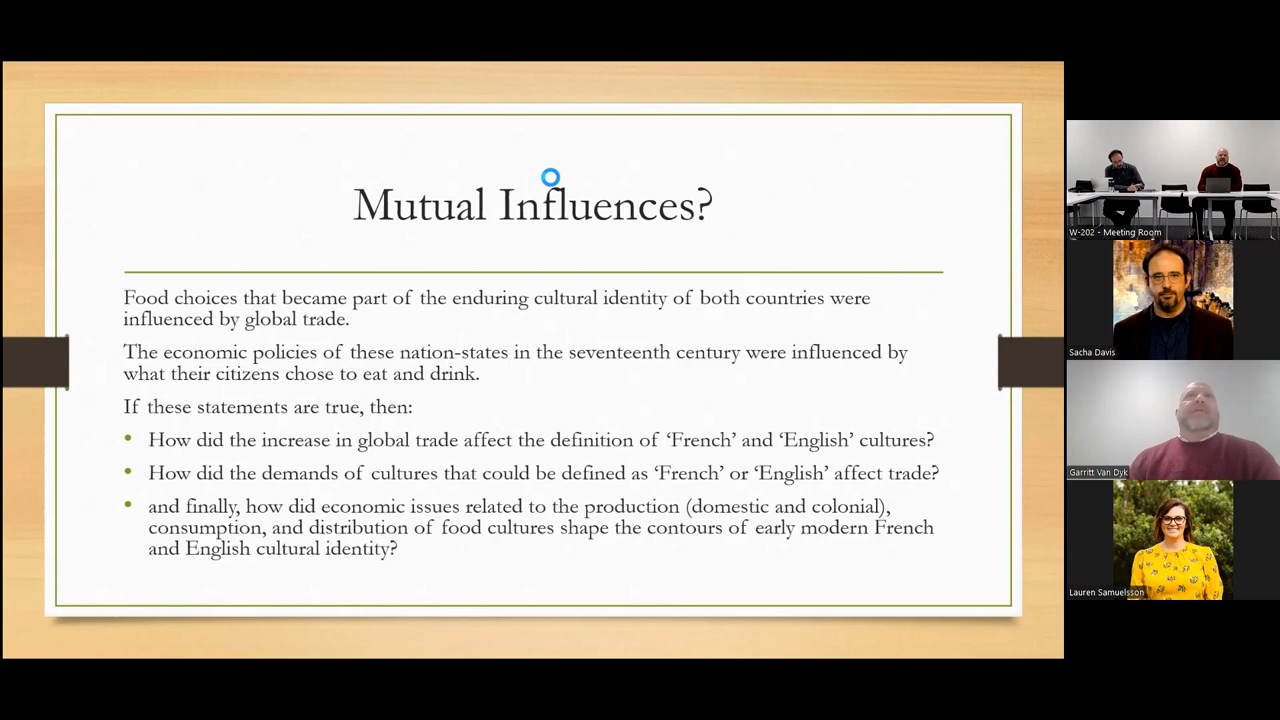 Mutual Influences?
Food choices that became part of the enduring cultural identity of both countries were
influenced by global trade.
The economic policies of these nation-states in the seventeenth century were influenced by
what their citizens chose to eat and drink.
If these statements are true, then:
• How did the increase in global trade affect the definition of ‘French’ and ‘English’ cultures?
• How did the demands of cultures that could be defined as ‘French’ or ‘English’ affect trade?
• and finally, how did economic issues related to the production (domestic and colonial),
consumption, and distribution of food cultures shape the contours of early modern French
and English cultural identity?
W-202 - Meeting Room
Sacha Davis
Garritt Van Dyk
Lauren Samuelsson